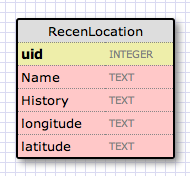 RecenLocation
uid INTEGER
Name TEXT
History TEXT
longitude TEXT
latitude TEXT